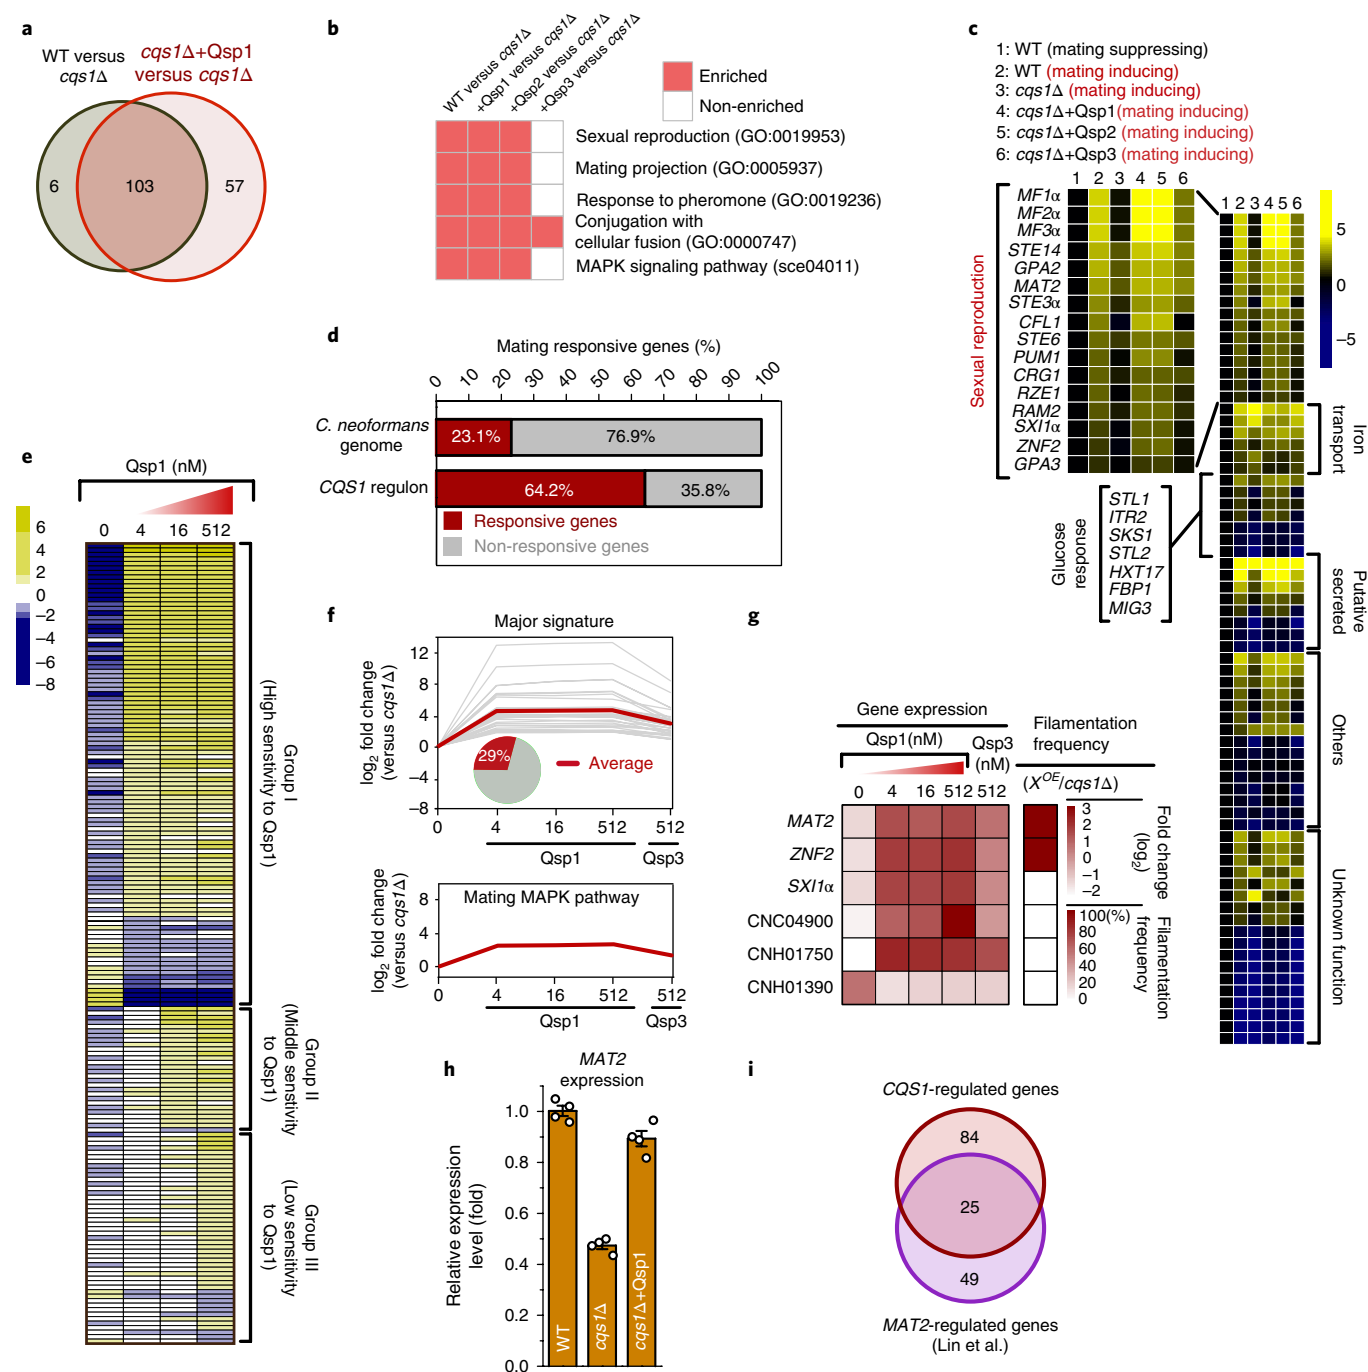 a
WT versus
cqs1Δ
cqs1Δ+Qsp1
versus cqs1Δ
6
103
57
b
WT versus cqs1Δ
+Qsp1 versus cqs1Δ
+Qsp2 versus cqs1Δ
+Qsp3 versus cqs1Δ
Enriched
Non-enriched
Sexual reproduction (GO:0019953)
Mating projection (GO:0005937)
Response to pheromone (GO:0019236)
Conjugation with
cellular fusion (GO:0000747)
MAPK signaling pathway (sce04011)
c
1: WT (mating suppressing)
2: WT (mating inducing)
3: cqs1Δ (mating inducing)
4: cqs1Δ+Qsp1(mating inducing)
5: cqs1Δ+Qsp2 (mating inducing)
6: cqs1Δ+Qsp3 (mating inducing)
1 2 3 4 5 6
Sexual reproduction
MF1α
MF2α
MF3α
STE14
GPA2
MAT2
STE3α
CFL1
STE6
PUM1
CRG1
RZE1
RAM2
SXI1α
ZNF2
GPA3
1 2 3 4 5 6
5
0
−5
Iron
transport
Glucose
response
STL1
ITR2
SKS1
STL2
HXT17
FBP1
MIG3
Putative
secreted
Others
Unknown function
d
Mating responsive genes (%)
0 10 20 30 40 50 60 70 80 90 100
C. neoformans
genome
23.1%
76.9%
CQS1 regulon
64.2%
35.8%
Responsive genes
Non-responsive genes
e
Qsp1 (nM)
0 4 16 512
6
4
2
0
−2
−4
−6
−8
Group I
(High senstivity to Qsp1)
Group II
(Middle senstivity
to Qsp1)
Group III
(Low sensitivity
to Qsp1)
f
Major signature
log2 fold change
(versus cqs1Δ)
12
8
4
0
−4
−8
29%
Average
0 4 16 512 512
Qsp1
Qsp3
Mating MAPK pathway
log2 fold change
(versus cqs1Δ)
8
4
0
0 4 16 512 512
Qsp1
Qsp3
g
Gene expression
Qsp1(nM)
Qsp3
(nM)
Filamentation
frequency
(X^OE/cqs1Δ)
0 4 16 512 512
MAT2
ZNF2
SXI1α
CNC04900
CNH01750
CNH01390
3
2
1
0
−1
−2
Fold change
(log2)
100(%)
80
60
40
20
0
Filamentation
frequency
h
MAT2
expression
Relative expression
level (fold)
1.0
0.8
0.6
0.4
0.2
0.0
WT
cqs1Δ
cqs1Δ+Qsp1
i
CQS1-regulated genes
84
25
49
MAT2-regulated genes
(Lin et al.)